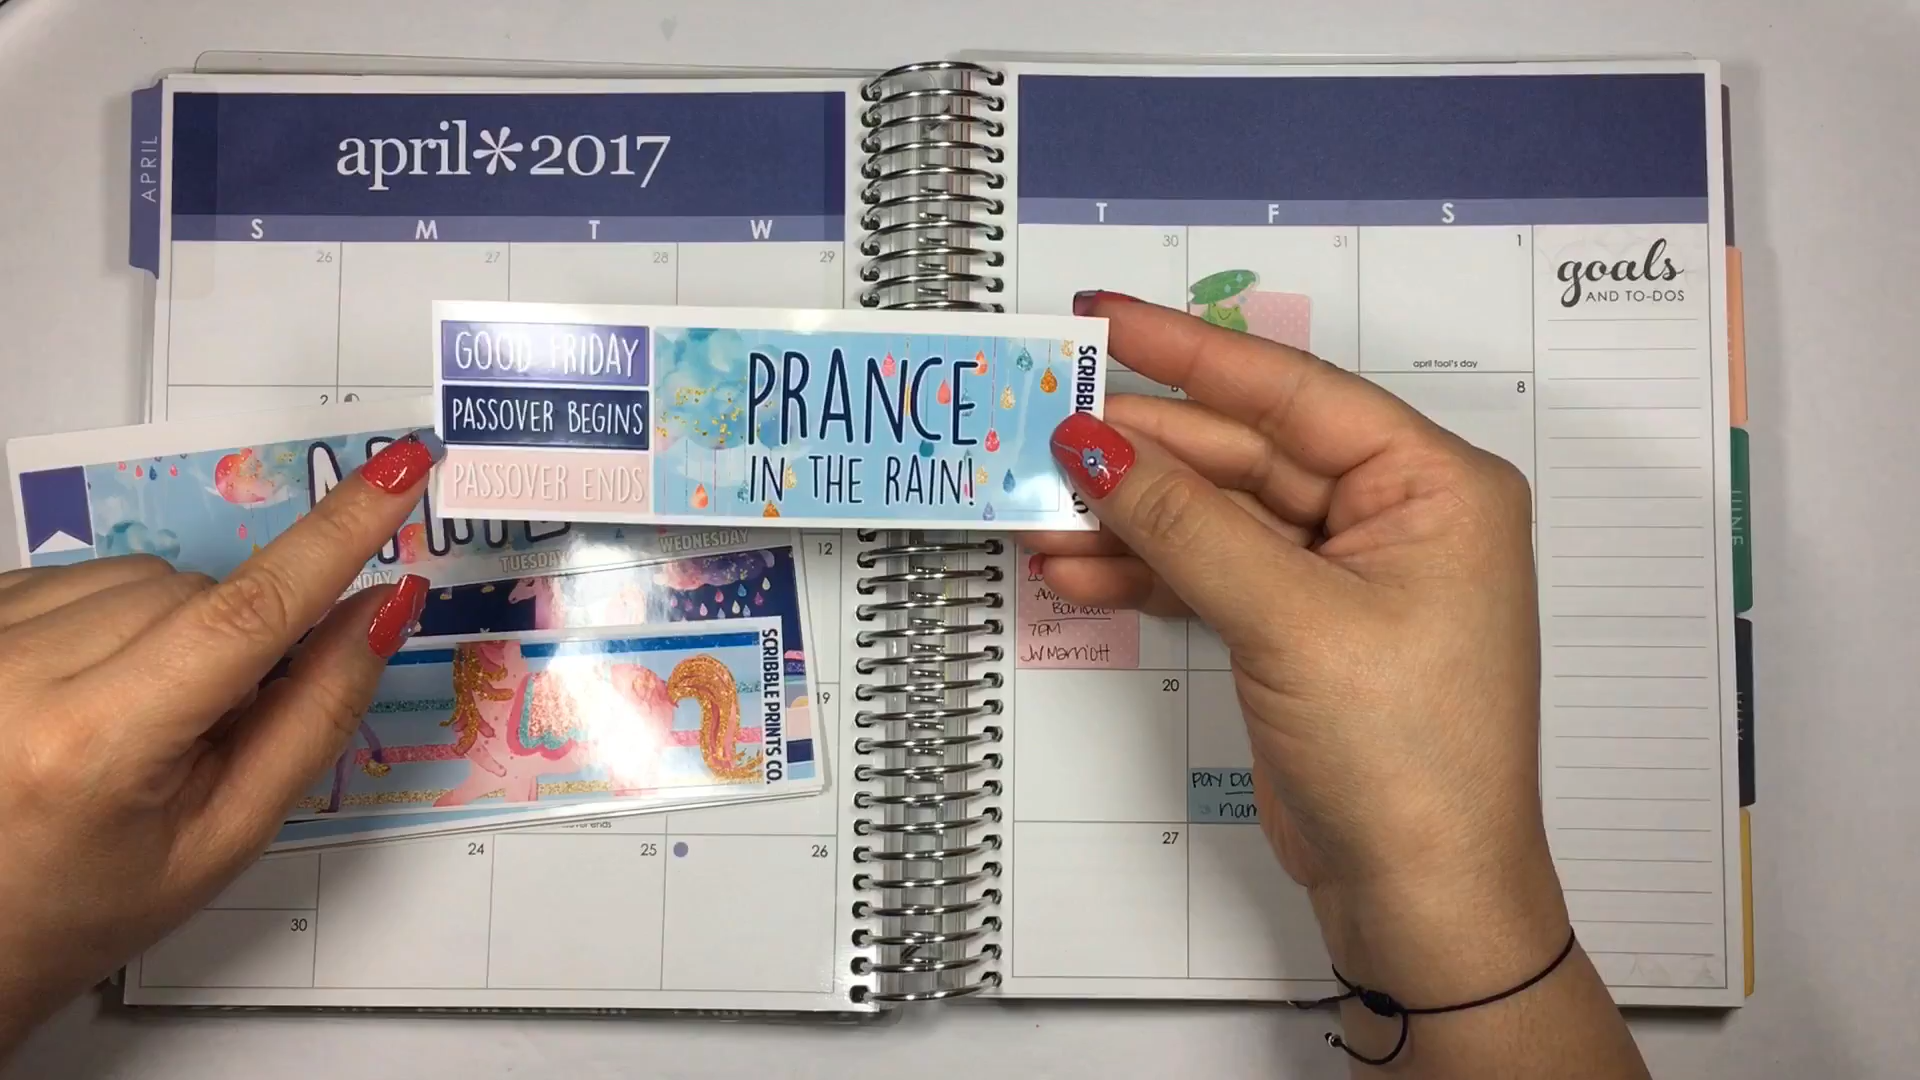 april*2017
APRIL
S M T W
T F S
26 27 28 29
30 31 1
goals
AND TO-DOS
april fool's day
2
8
GOOD FRIDAY
PASSOVER BEGINS
PASSOVER ENDS
PRANCE
IN THE RAIN!
TUESDAY
WEDNESDAY
12
7PM
JW Marriott
JUNE
SCRIBBLE PRINTS CO.
19
20
PAY
24 25 26
27
30